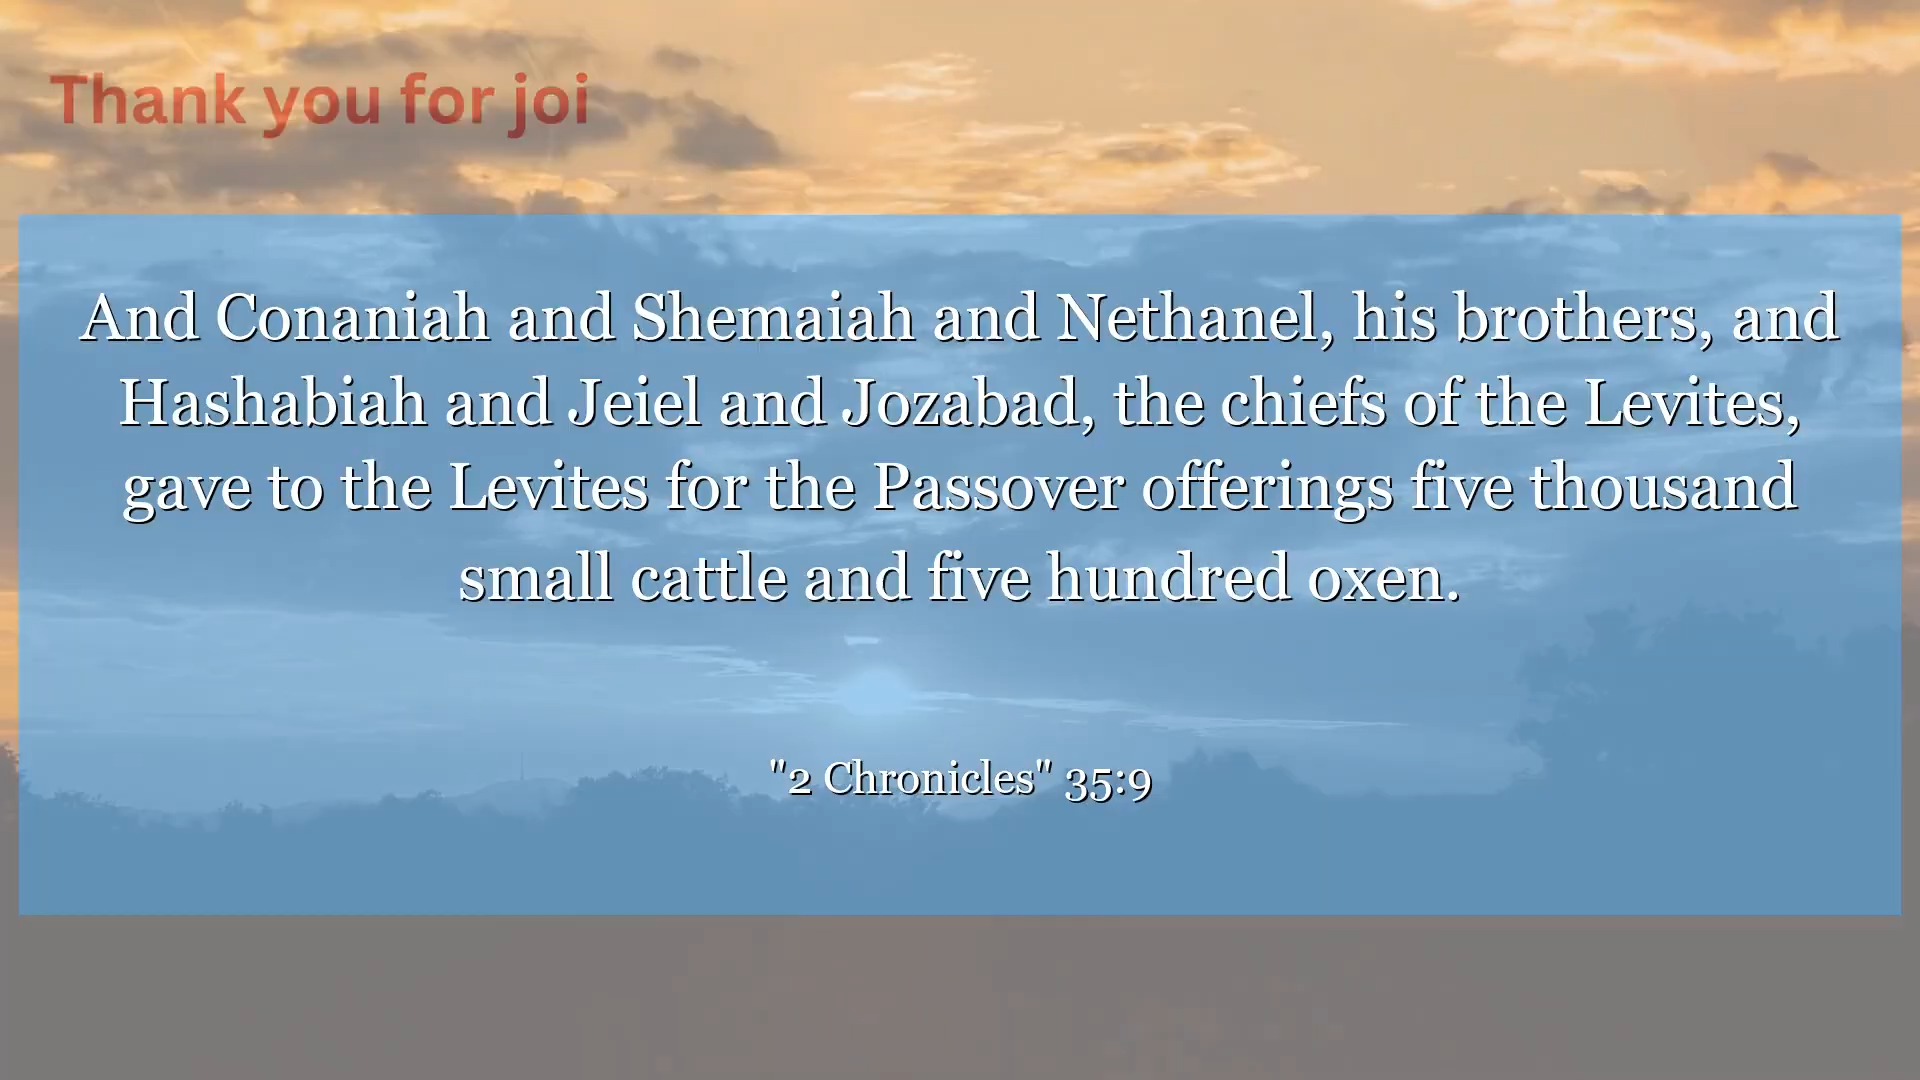 Thank you for joi
And Conaniah and Shemaiah and Nethanel, his brothers, and
Hashabiah and Jeiel and Jozabad, the chiefs of the Levites,
gave to the Levites for the Passover offerings five thousand
small cattle and five hundred oxen.
"2 Chronicles" 35:9